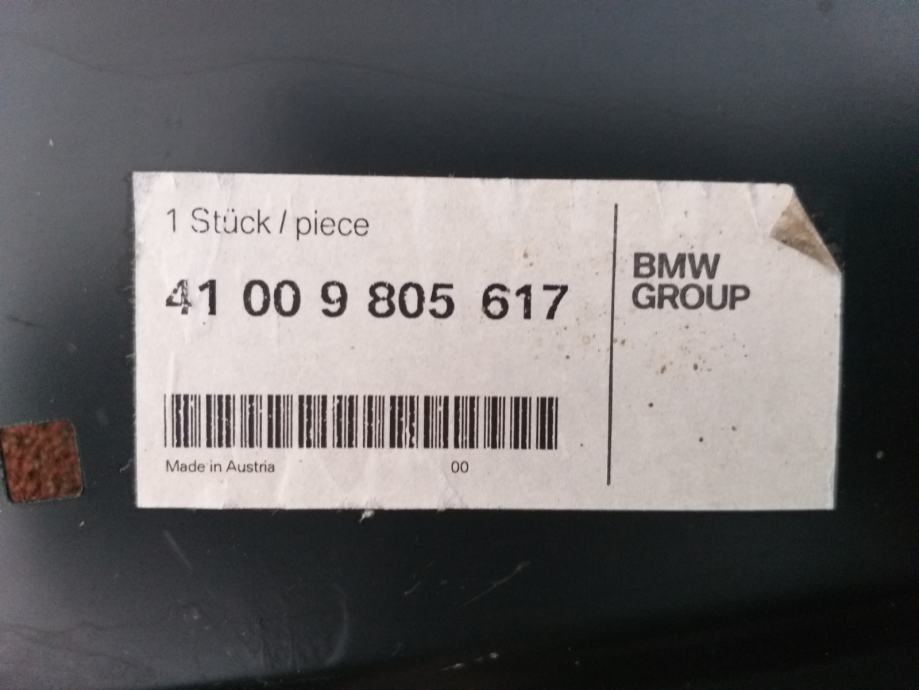 1 Stück / piece
41 00 9 805 617
Made in Austria
00
BMW
GROUP